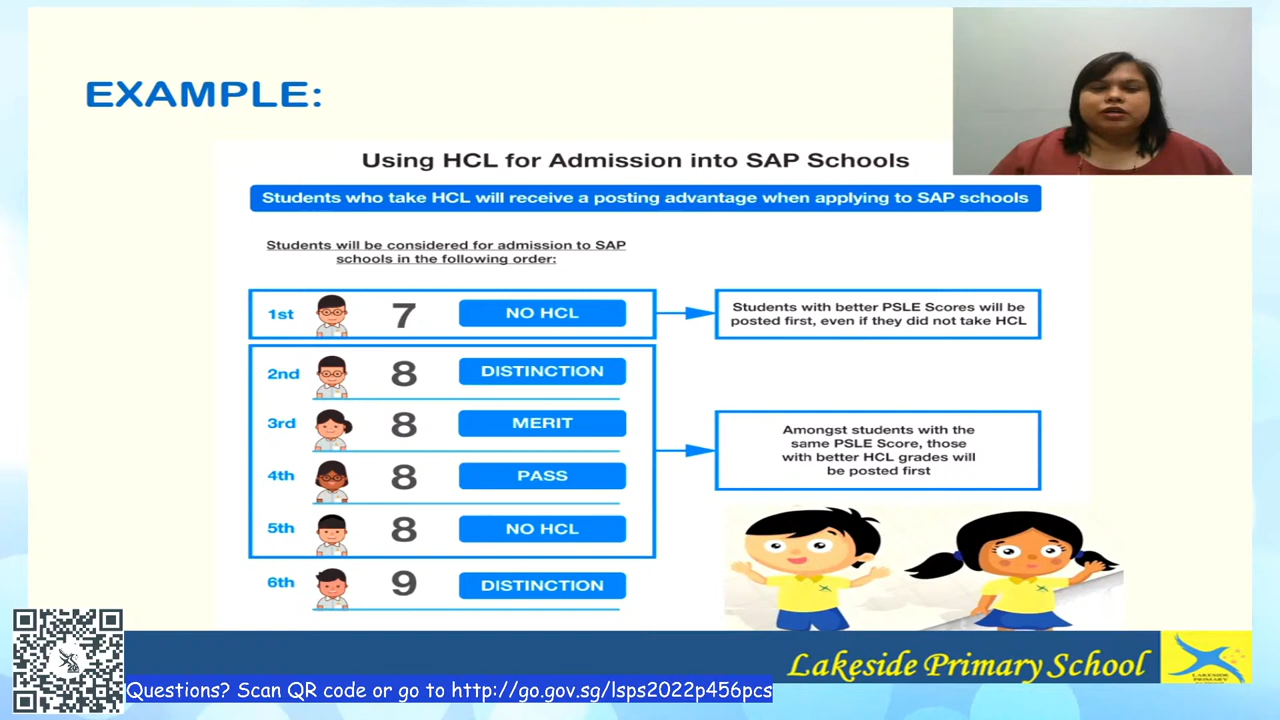 EXAMPLE:
Using HCL for Admission into SAP Schools
Students who take HCL will receive a posting advantage when applying to SAP schools
Students will be considered for admission to SAP
schools in the following order:
1st 7 NO HCL
Students with better PSLE Scores will be
posted first, even if they did not take HCL
2nd 8 DISTINCTION
3rd 8 MERIT
4th 8 PASS
5th 8 NO HCL
Amongst students with the
same PSLE Score, those
with better HCL grades will
be posted first
6th 9 DISTINCTION
Lakeside Primary School
LAKESIDE
PRIMARY
Questions? Scan QR code or go to http://go.gov.sg/lsps2022p456pcs